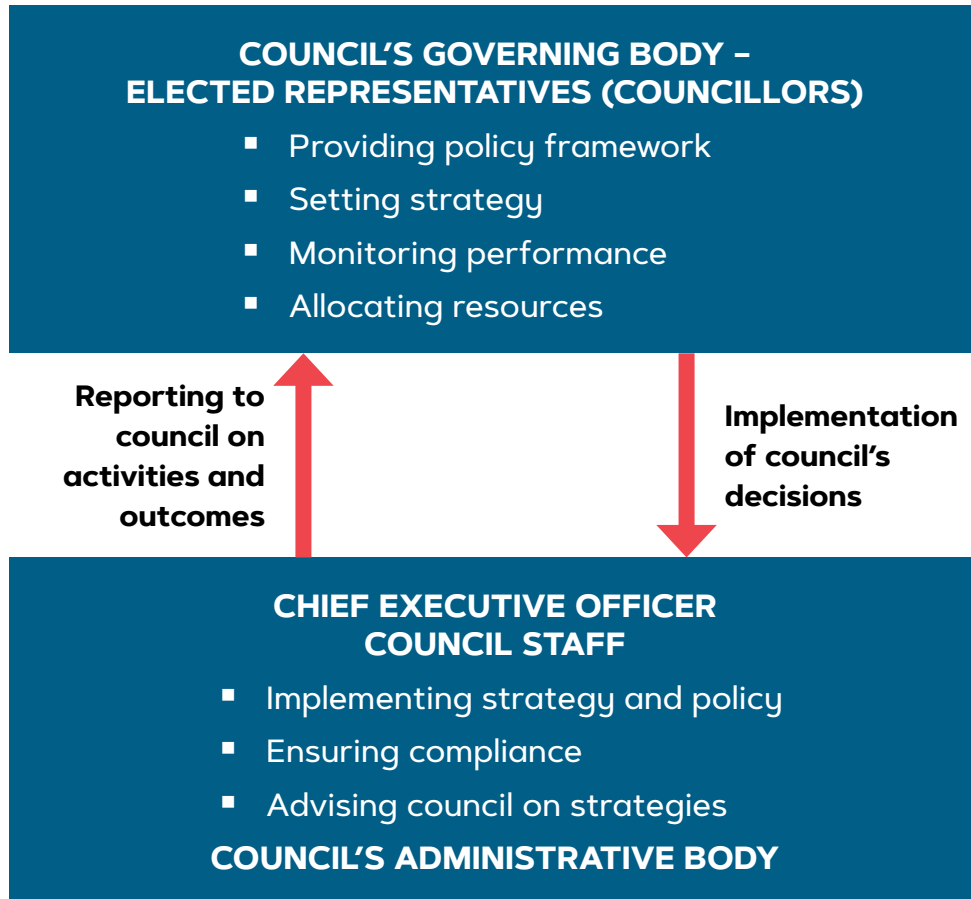 COUNCIL’S GOVERNING BODY –
ELECTED REPRESENTATIVES (COUNCILLORS)
▪ Providing policy framework
▪ Setting strategy
▪ Monitoring performance
▪ Allocating resources
Reporting to
council on
activities and
outcomes
Implementation
of council’s
decisions
CHIEF EXECUTIVE OFFICER
COUNCIL STAFF
▪ Implementing strategy and policy
▪ Ensuring compliance
▪ Advising council on strategies
COUNCIL’S ADMINISTRATIVE BODY